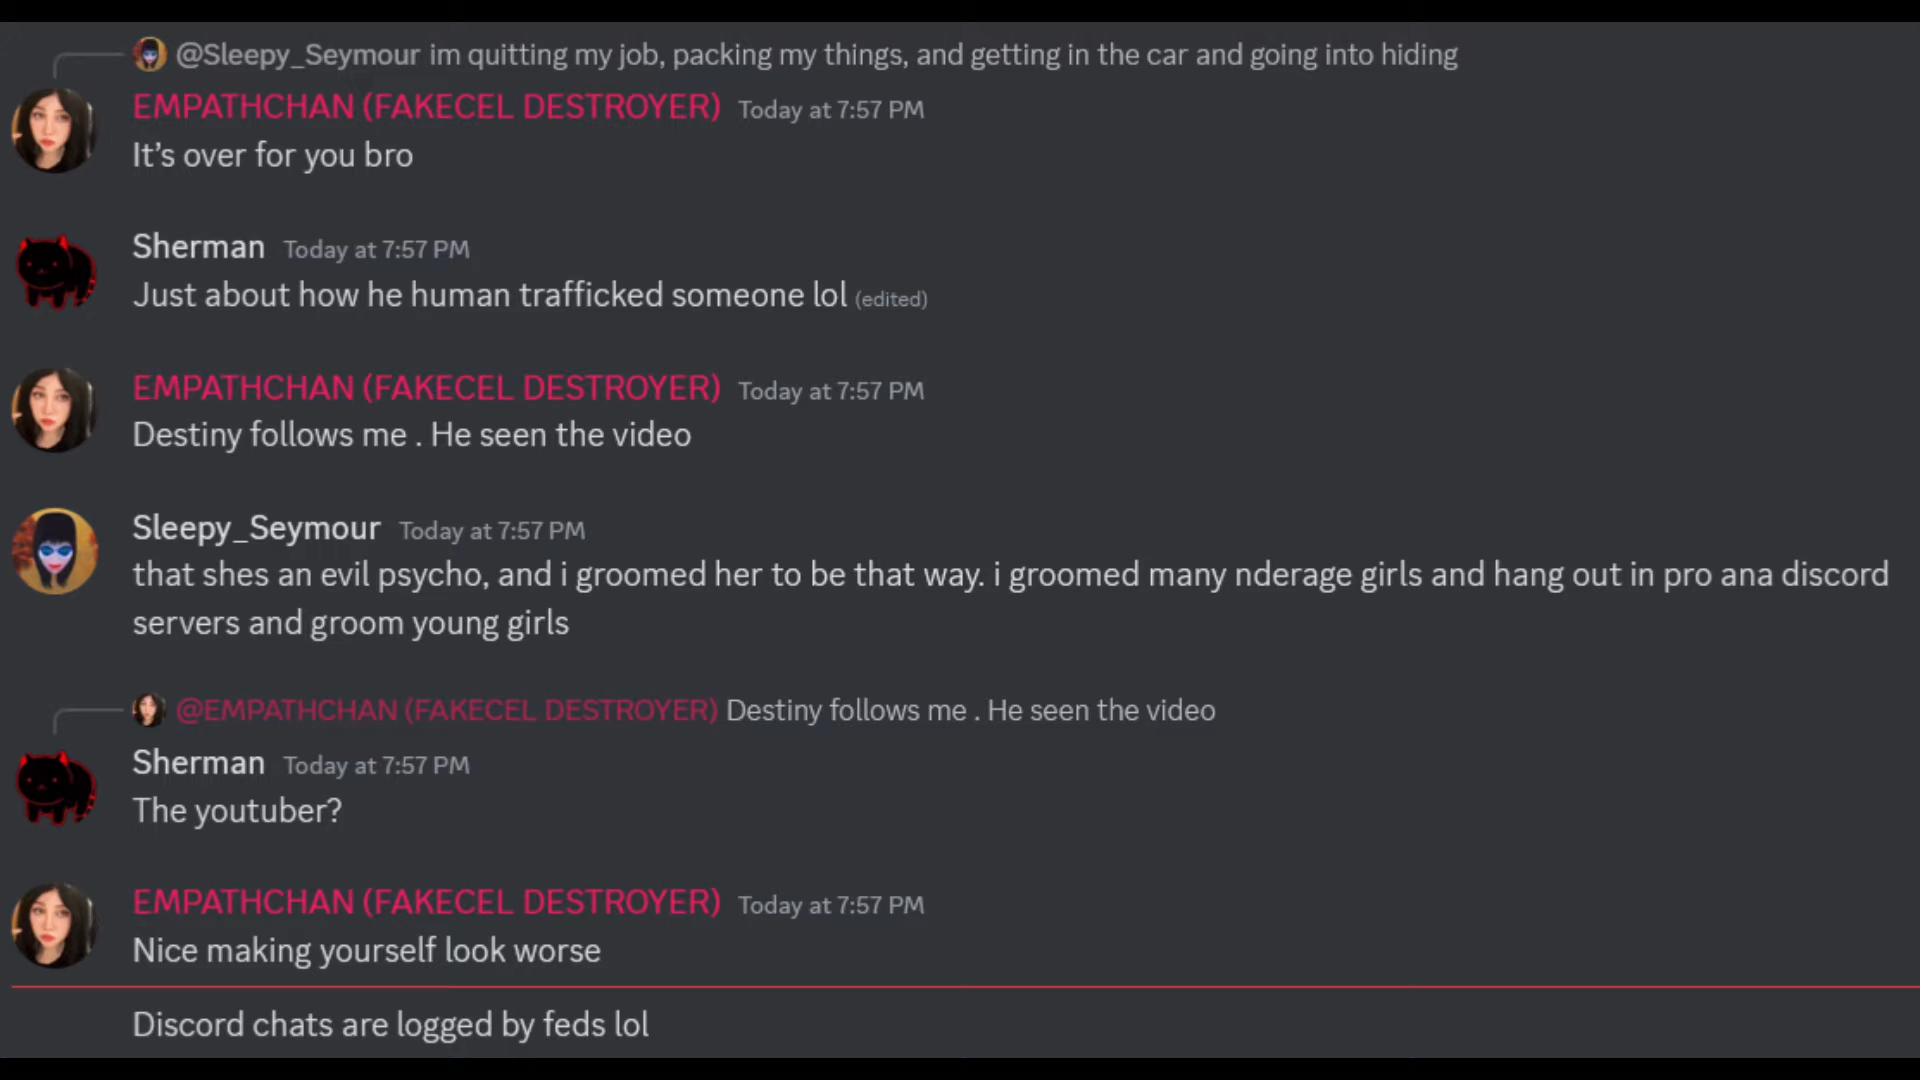 @Sleepy_Seymour im quitting my job, packing my things, and getting in the car and going into hiding
EMPATHCHAN (FAKECEL DESTROYER) Today at 7:57 PM
It’s over for you bro
Sherman Today at 7:57 PM
Just about how he human trafficked someone lol (edited)
EMPATHCHAN (FAKECEL DESTROYER) Today at 7:57 PM
Destiny follows me . He seen the video
Sleepy_Seymour Today at 7:57 PM
that shes an evil psycho, and i groomed her to be that way. i groomed many nderage girls and hang out in pro ana discord
servers and groom young girls
@EMPATHCHAN (FAKECEL DESTROYER) Destiny follows me . He seen the video
Sherman Today at 7:57 PM
The youtuber?
EMPATHCHAN (FAKECEL DESTROYER) Today at 7:57 PM
Nice making yourself look worse
Discord chats are logged by feds lol